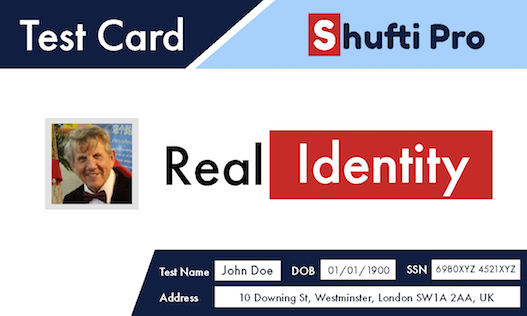 Test Card
Shufti Pro
Real Identity
Test Name John Doe DOB 01/01/1900 SSN 6980XYZ 4521XYZ
Address 10 Downing St, Westminster, London SW1A 2AA, UK